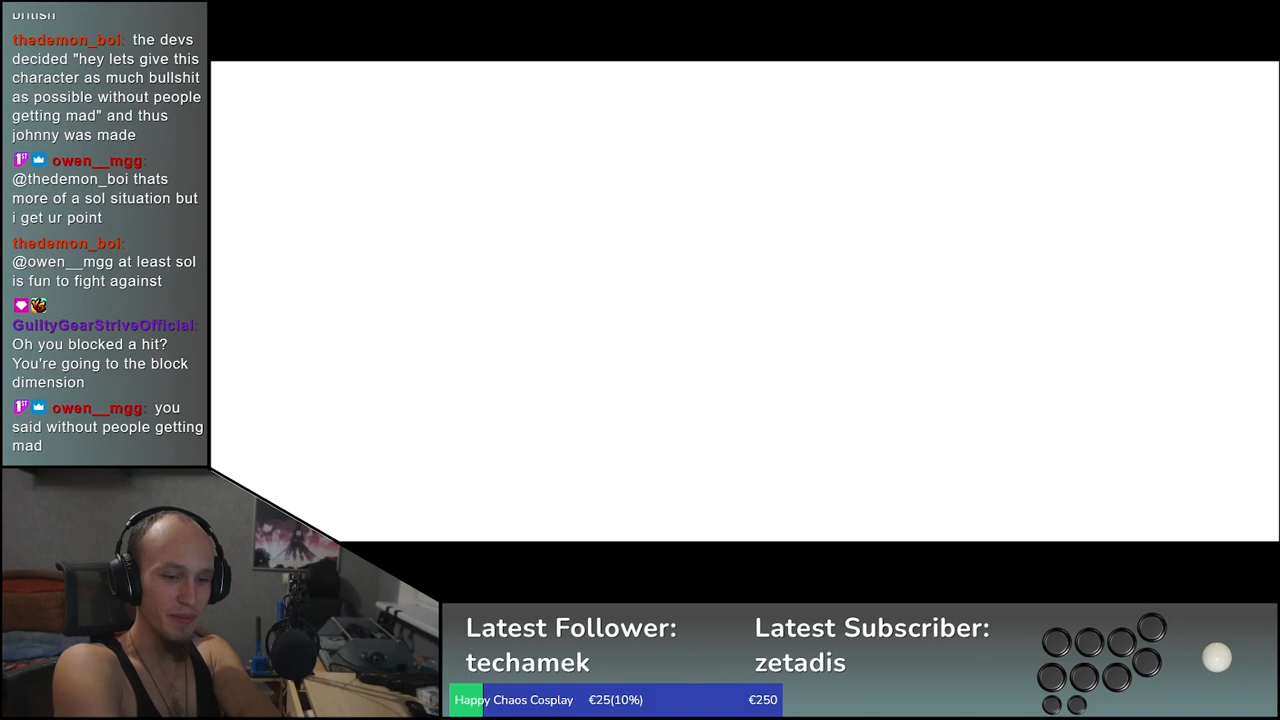 british
thedemon_boi: the devs
decided "hey lets give this
character as much bullshit
as possible without people
getting mad" and thus
johnny was made
1ST owen__mgg:
@thedemon_boi thats
more of a sol situation but
i get ur point
thedemon_boi:
@owen__mgg at least sol
is fun to fight against
GuiltyGearStriveOfficial:
Oh you blocked a hit?
You're going to the block
dimension
1ST owen__mgg: you
said without people getting
mad
Latest Follower:
techamek
Latest Subscriber:
zetadis
Happy Chaos Cosplay €25(10%) €250